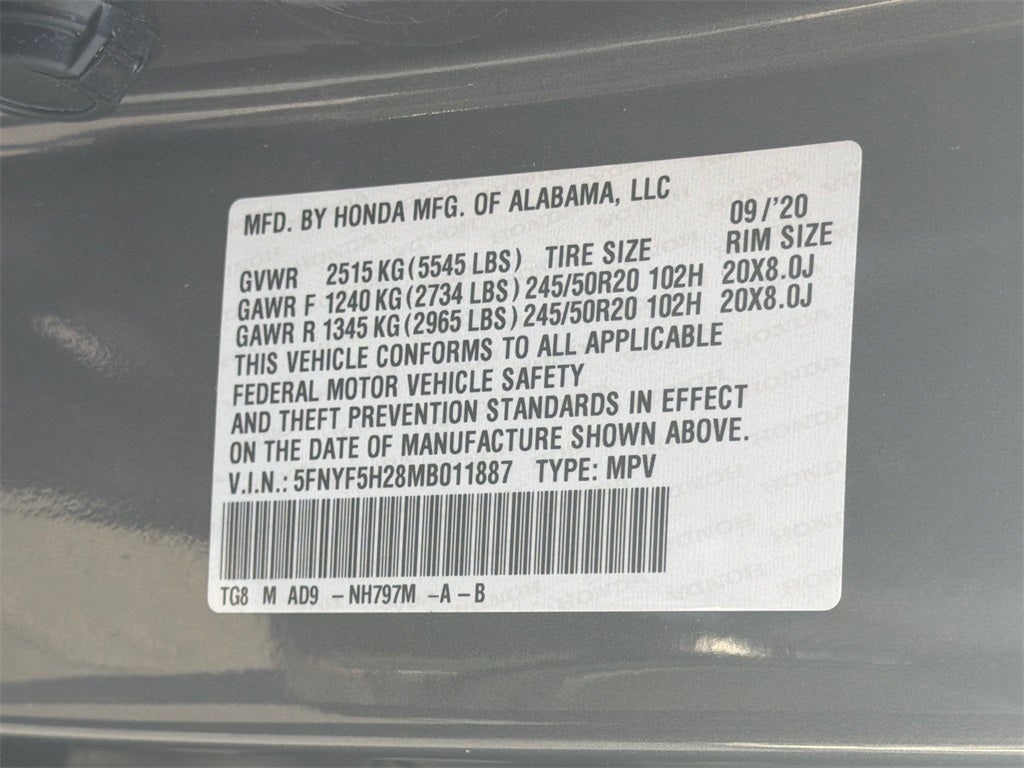 MFD. BY HONDA MFG. OF ALABAMA, LLC 09/'20
GVWR 2515 KG (5545 LBS) TIRE SIZE RIM SIZE
GAWR F 1240 KG (2734 LBS) 245/50R20 102H 20X8.0J
GAWR R 1345 KG (2965 LBS) 245/50R20 102H 20X8.0J
THIS VEHICLE CONFORMS TO ALL APPLICABLE
FEDERAL MOTOR VEHICLE SAFETY
AND THEFT PREVENTION STANDARDS IN EFFECT
ON THE DATE OF MANUFACTURE SHOWN ABOVE.
V.I.N.: 5FNYF5H28MB011887 TYPE: MPV
TG8 M AD9 -NH797M -A -B